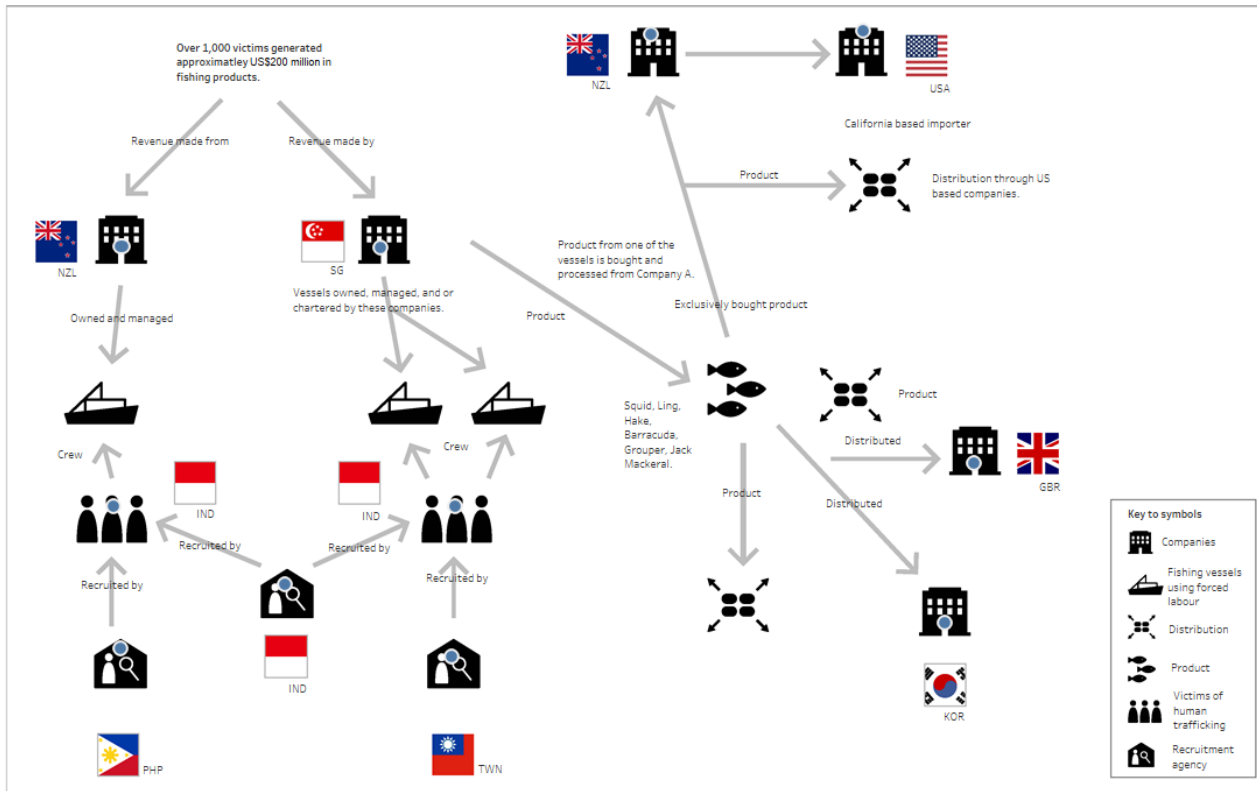 Over 1,000 victims generated
approximatley US$200 million in
fishing products.
NZL
USA
California based importer
Revenue made from
Revenue made by
Product
Distribution through US
based companies.
NZL
SG
Product from one of the
vessels is bought and
processed from Company A.
Exclusively bought product
Vessels owned, managed, and or
chartered by these companies.
Owned and managed
Product
Squid, Ling,
Hake,
Barracuda,
Grouper, Jack
Mackeral.
Product
Distributed
GBR
Crew
Crew
IND
IND
Product
Distributed
Recruited by
Recruited by
Recruited by
Recruited by
IND
KOR
PHP
TWN
Key to symbols
Companies
Fishing vessels
using forced
labour
Distribution
Product
Victims of
human
trafficking
Recruitment
agency